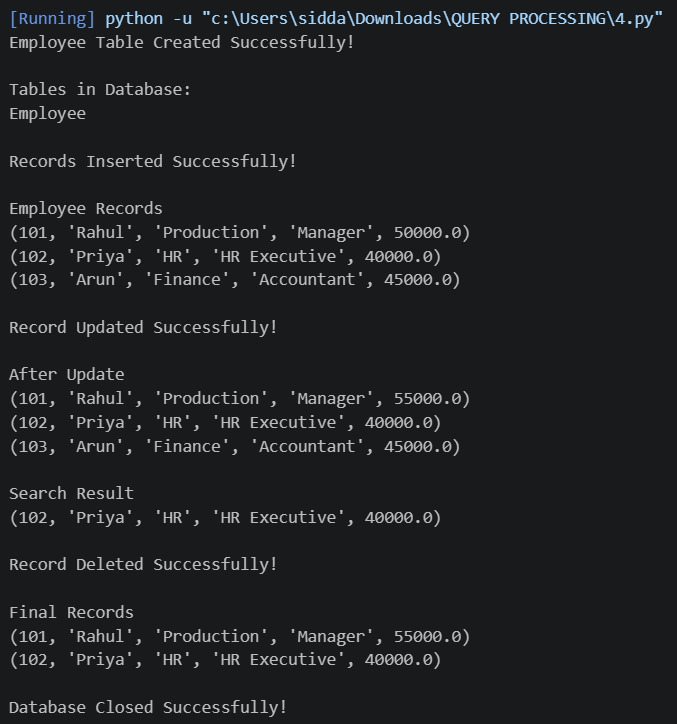 [Running] python -u "c:\Users\sidda\Downloads\QUERY PROCESSING\4.py"
Employee Table Created Successfully!
Tables in Database:
Employee
Records Inserted Successfully!
Employee Records
(101, 'Rahul', 'Production', 'Manager', 50000.0)
(102, 'Priya', 'HR', 'HR Executive', 40000.0)
(103, 'Arun', 'Finance', 'Accountant', 45000.0)
Record Updated Successfully!
After Update
(101, 'Rahul', 'Production', 'Manager', 55000.0)
(102, 'Priya', 'HR', 'HR Executive', 40000.0)
(103, 'Arun', 'Finance', 'Accountant', 45000.0)
Search Result
(102, 'Priya', 'HR', 'HR Executive', 40000.0)
Record Deleted Successfully!
Final Records
(101, 'Rahul', 'Production', 'Manager', 55000.0)
(102, 'Priya', 'HR', 'HR Executive', 40000.0)
Database Closed Successfully!